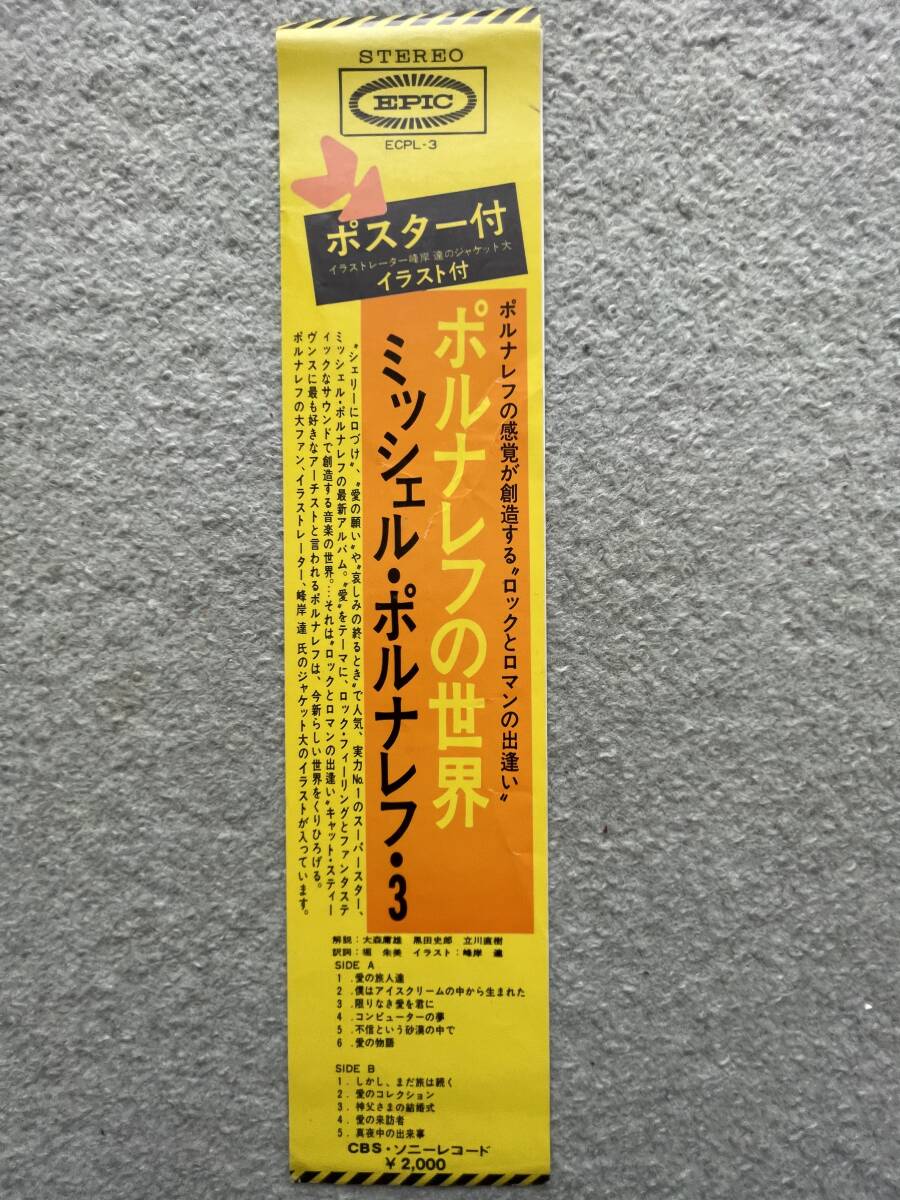 STEREO
EPIC
ECPL-3
ポスター付
イラストレーター峰岸 達のジャケット大
イラスト付
ポルナレフの感覚が創造する〝ロックとロマンの出逢い〟
ポルナレフの世界
ミッシェル・ポルナレフ・3
〝シェリーに口づけ〟、〝愛の願い〟や〝哀しみの終るとき〟で人気、実力No.1のスーパースター、
ミッシェル・ポルナレフの最新アルバム。〝愛〟をテーマに、ロック・フィーリングとファンタステ
ィックなサウンドで創造する音楽の世界。…それは〝ロックとロマンの出逢い〟キャット・スティー
ヴンスに最も好きなアーチストと言われるポルナレフは、今新らしい世界をくりひろげる。
ポルナレフの大ファン、イラストレーター、峰岸 達 氏のジャケット大のイラストが入っています。
解説：大森庸雄 黒田史郎 立川直樹
訳詞：堀 朱美 イラスト：峰岸 達
SIDE A
1．愛の旅人達
2．僕はアイスクリームの中から生まれた
3．限りなき愛を君に
4．コンピューターの夢
5．不信という砂漠の中で
6．愛の物語
SIDE B
1．しかし、まだ旅は続く
2．愛のコレクション
3．神父さまの結婚式
4．愛の来訪者
5．真夜中の出来事
CBS・ソニーレコード
¥2,000